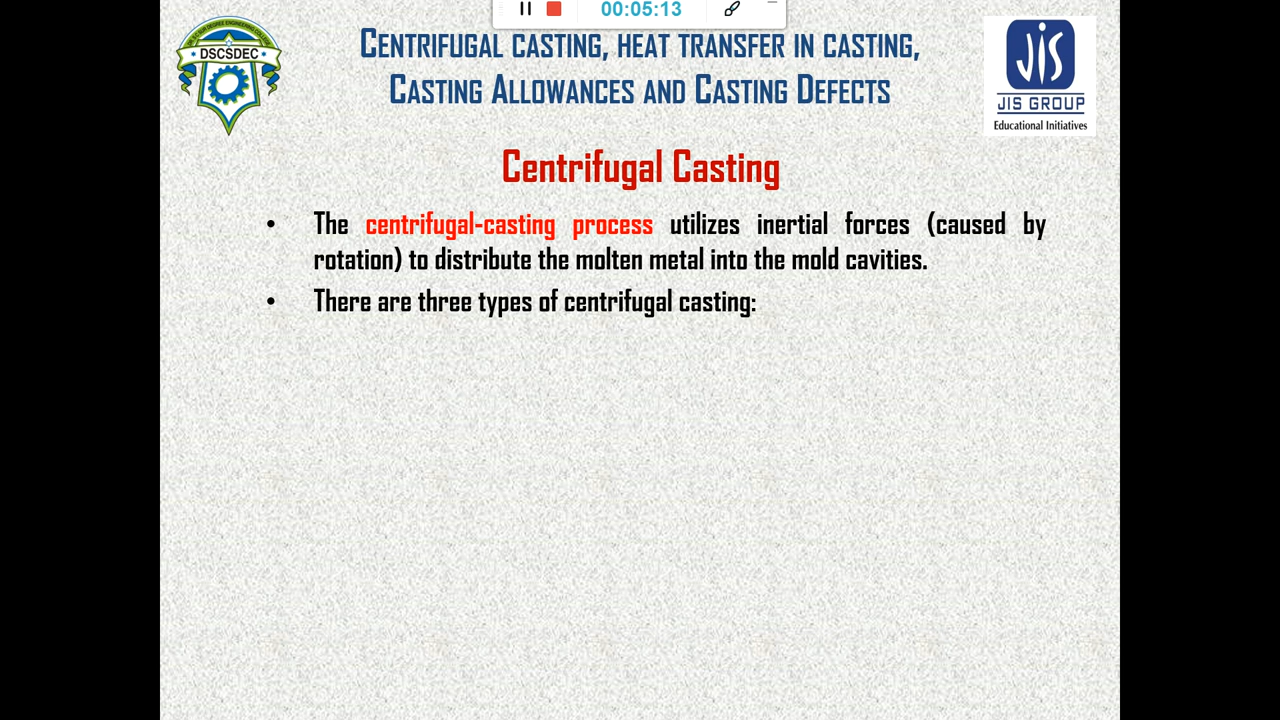 00:05:13
CENTRIFUGAL CASTING, HEAT TRANSFER IN CASTING,
CASTING ALLOWANCES AND CASTING DEFECTS
DSCSDEC
JIS
JIS GROUP
Educational Initiatives
Centrifugal Casting
• The centrifugal-casting process utilizes inertial forces (caused by
rotation) to distribute the molten metal into the mold cavities.
• There are three types of centrifugal casting: